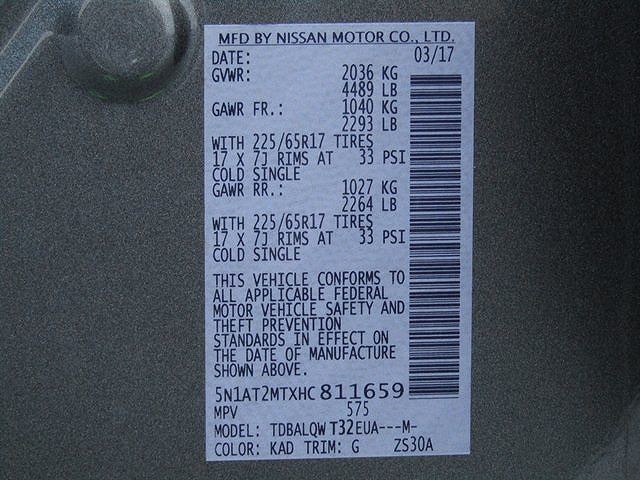 MFD BY NISSAN MOTOR CO., LTD.
DATE: 03/17
GVWR: 2036 KG
4489 LB
GAWR FR.: 1040 KG
2293 LB
WITH 225/65R17 TIRES
17 X 7J RIMS AT 33 PSI
COLD SINGLE
GAWR RR.: 1027 KG
2264 LB
WITH 225/65R17 TIRES
17 X 7J RIMS AT 33 PSI
COLD SINGLE
THIS VEHICLE CONFORMS TO
ALL APPLICABLE FEDERAL
MOTOR VEHICLE SAFETY AND
THEFT PREVENTION
STANDARDS IN EFFECT ON
THE DATE OF MANUFACTURE
SHOWN ABOVE.
5N1AT2MTXHC811659
MPV 575
MODEL: TDBALQW T32EUA---M-
COLOR: KAD TRIM: G ZS30A